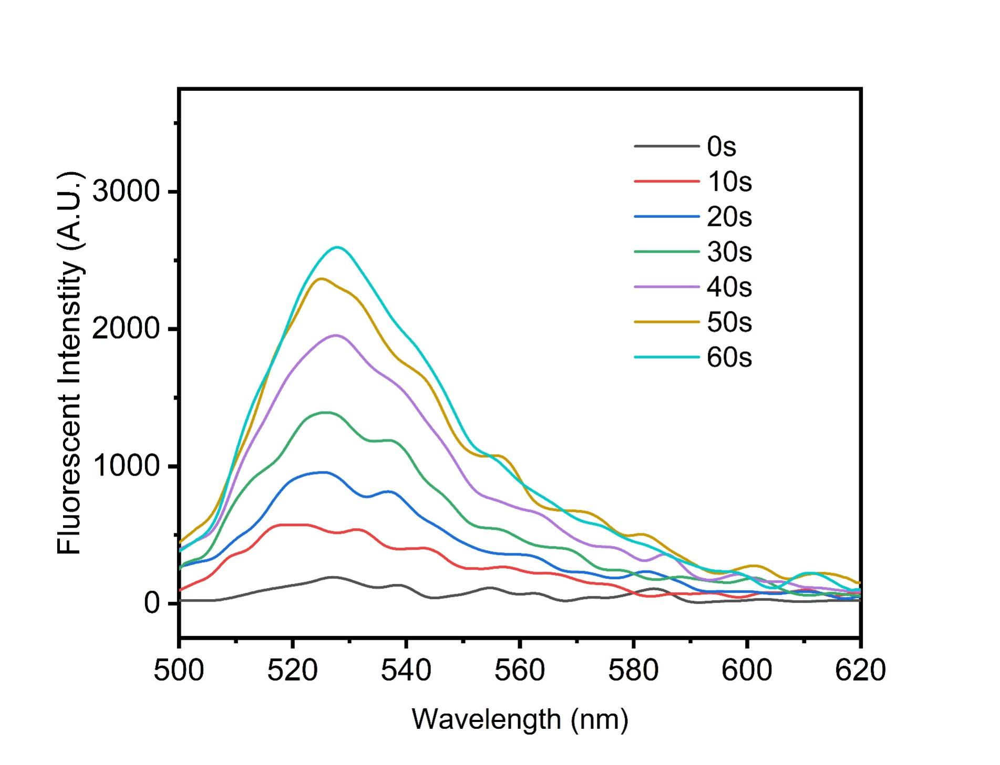 0s
10s
20s
30s
40s
50s
60s
Fluorescent Intenstity (A.U.)
3000
2000
1000
0
500 520 540 560 580 600 620
Wavelength (nm)